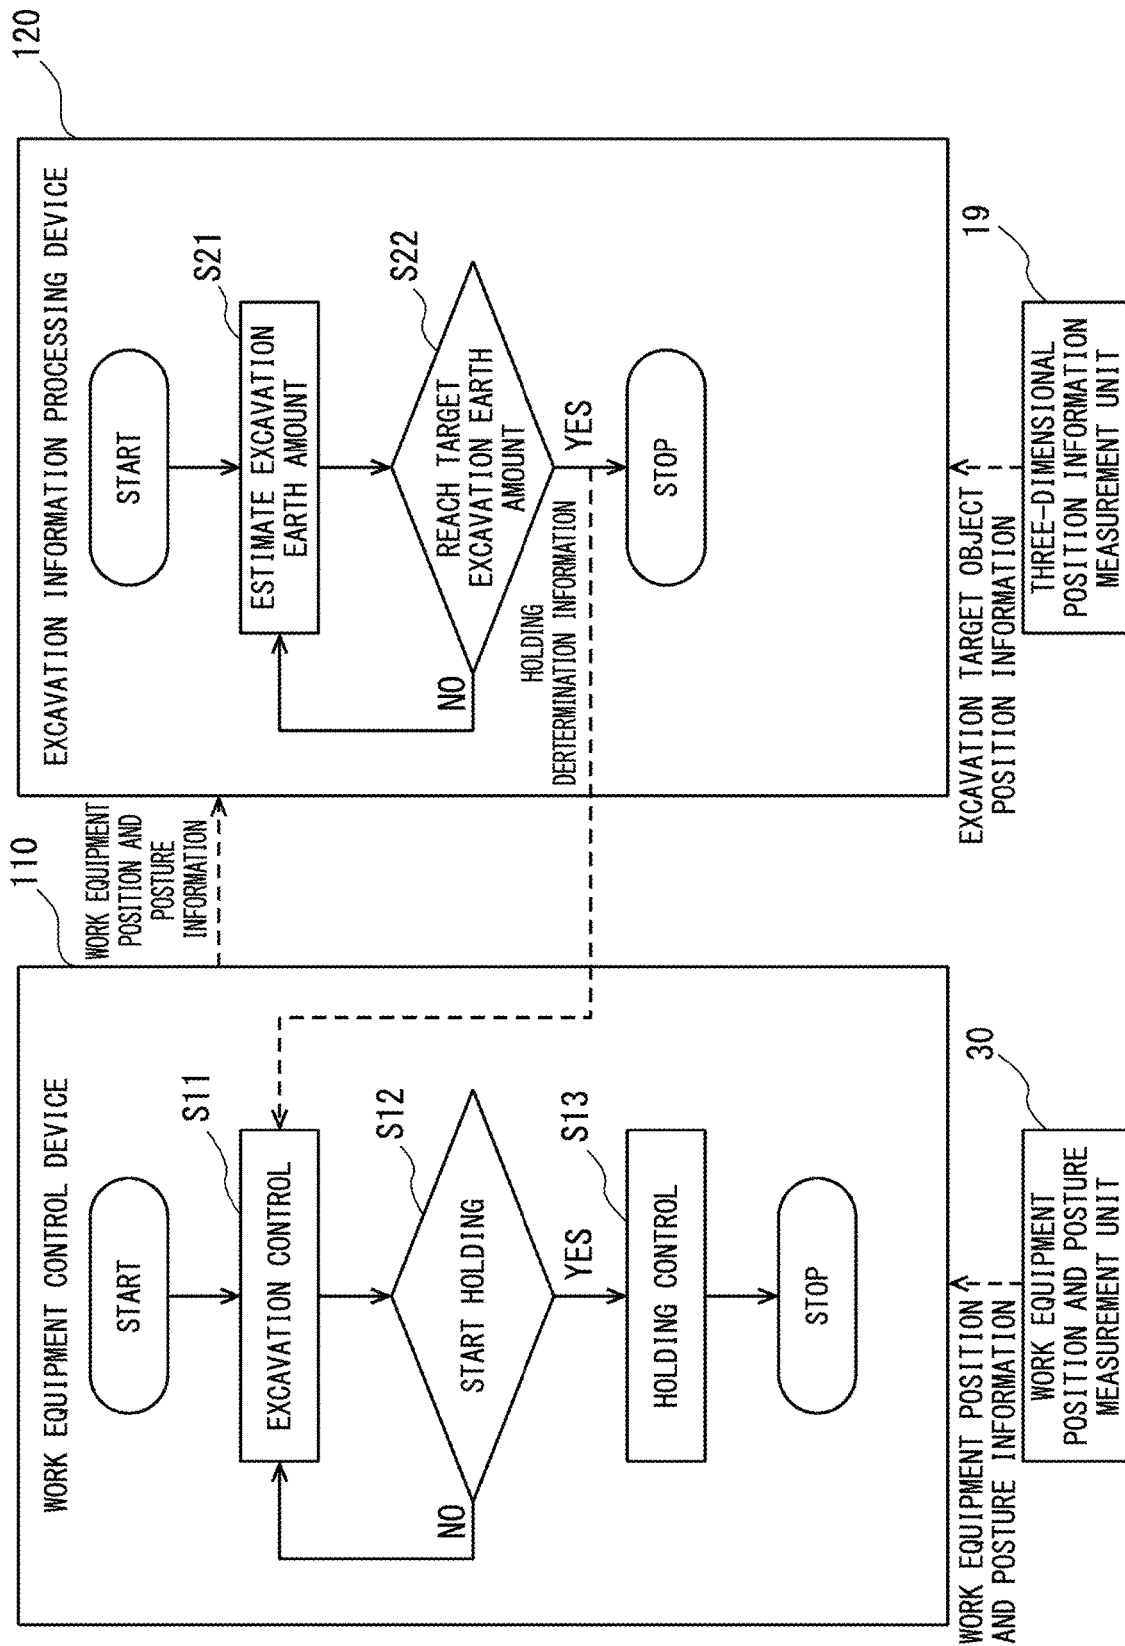 110
WORK EQUIPMENT CONTROL DEVICE
START
S11
EXCAVATION CONTROL
S12
START HOLDING
NO
YES
S13
HOLDING CONTROL
STOP
WORK EQUIPMENT POSITION
AND POSTURE INFORMATION
30
WORK EQUIPMENT
POSITION AND POSTURE
MEASUREMENT UNIT
WORK EQUIPMENT
POSITION AND
POSTURE
INFORMATION
120
EXCAVATION INFORMATION PROCESSING DEVICE
START
S21
ESTIMATE EXCAVATION
EARTH AMOUNT
S22
REACH TARGET
EXCAVATION EARTH
AMOUNT
NO
YES
HOLDING
DERTERMINATION INFORMATION
STOP
EXCAVATION TARGET OBJECT
POSITION INFORMATION
19
THREE-DIMENSIONAL
POSITION INFORMATION
MEASUREMENT UNIT